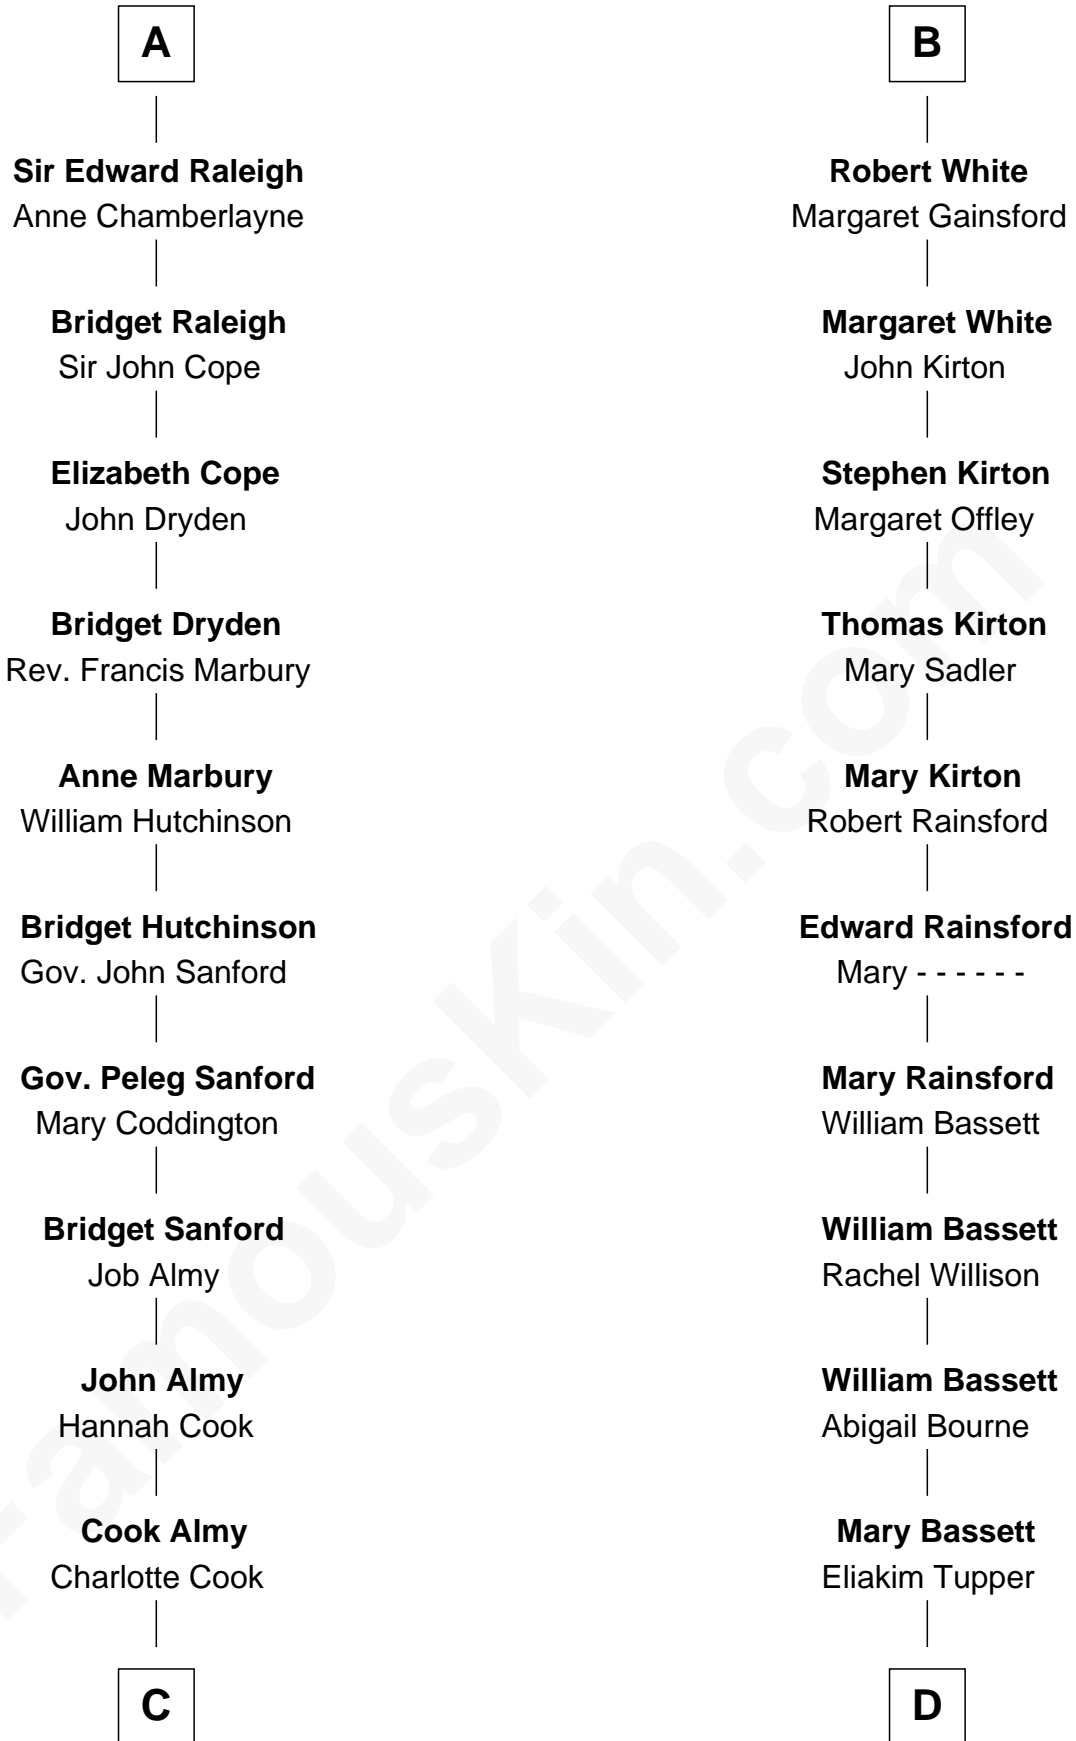 A
Sir Edward Raleigh
Anne Chamberlayne
Bridget Raleigh
Sir John Cope
Elizabeth Cope
John Dryden
Bridget Dryden
Rev. Francis Marbury
Anne Marbury
William Hutchinson
Bridget Hutchinson
Gov. John Sanford
Gov. Peleg Sanford
Mary Coddington
Bridget Sanford
Job Almy
John Almy
Hannah Cook
Cook Almy
Charlotte Cook
C
B
Robert White
Margaret Gainsford
Margaret White
John Kirton
Stephen Kirton
Margaret Offley
Thomas Kirton
Mary Sadler
Mary Kirton
Robert Rainsford
Edward Rainsford
Mary - - - - - -
Mary Rainsford
William Bassett
William Bassett
Rachel Willison
William Bassett
Abigail Bourne
Mary Bassett
Eliakim Tupper
D
FamousKin.com